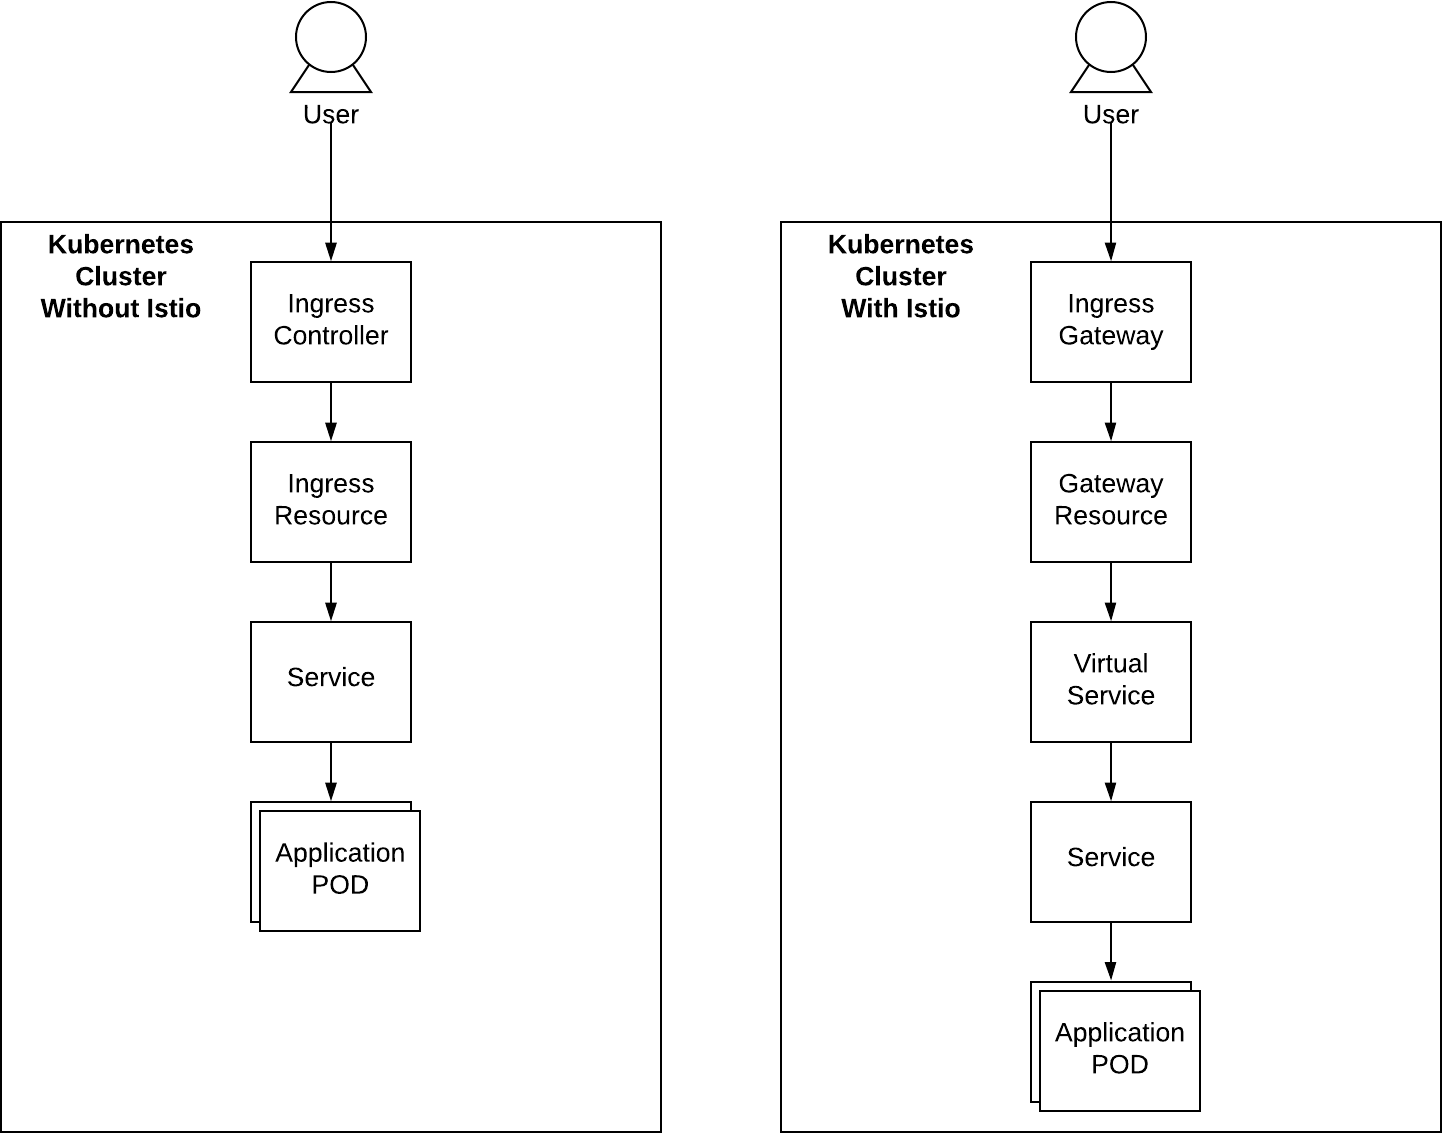 User
Kubernetes
Cluster
Without Istio
Ingress
Controller
Ingress
Resource
Service
Application
POD
User
Kubernetes
Cluster
With Istio
Ingress
Gateway
Gateway
Resource
Virtual
Service
Service
Application
POD